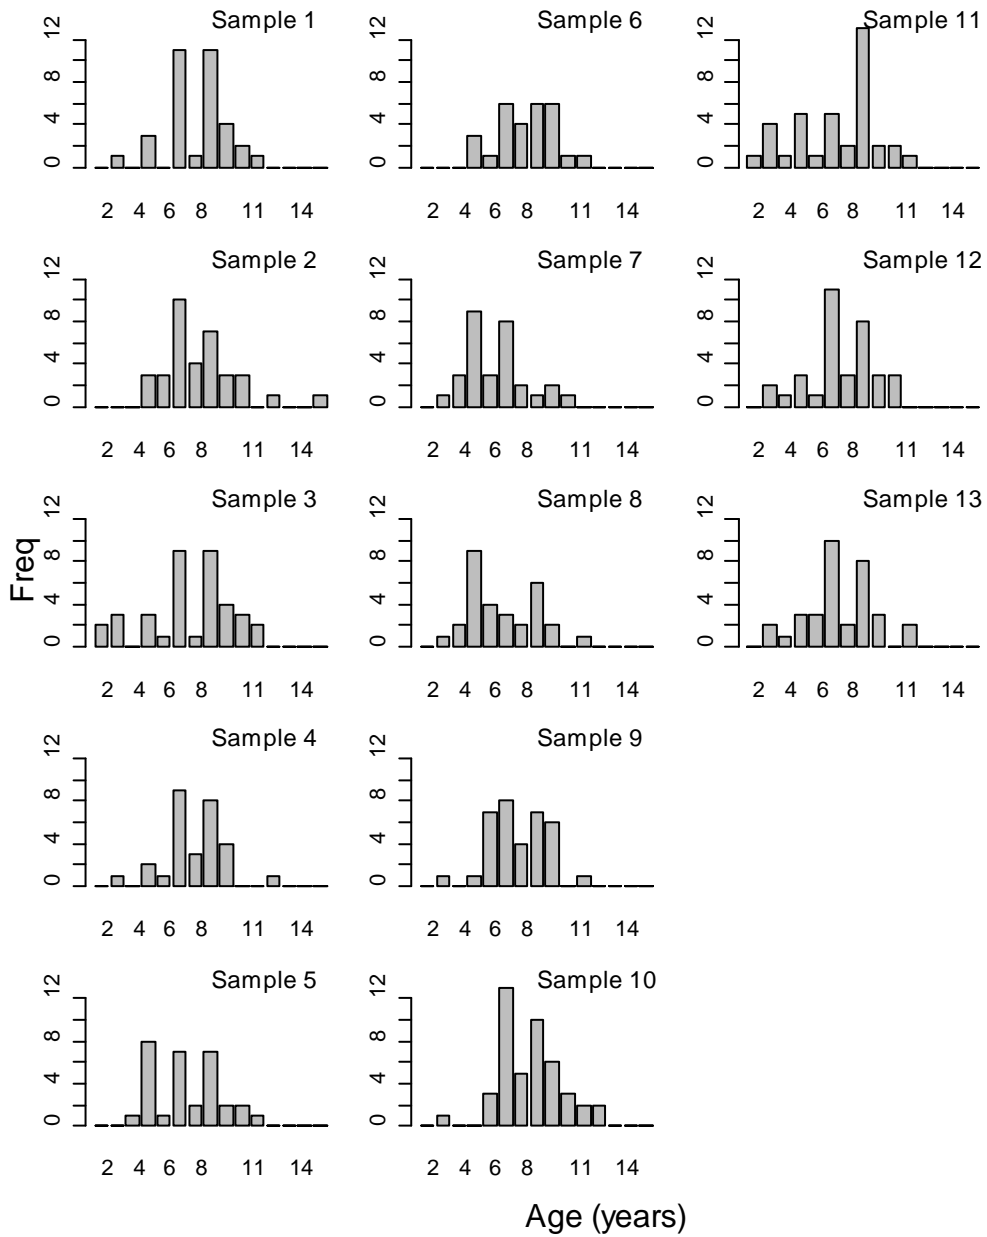 Sample 1
12
8
4
0
2 4 6 8 11 14
Sample 6
12
8
4
0
2 4 6 8 11 14
Sample 11
12
8
4
0
2 4 6 8 11 14
Sample 2
12
8
4
0
2 4 6 8 11 14
Sample 7
12
8
4
0
2 4 6 8 11 14
Sample 12
12
8
4
0
2 4 6 8 11 14
Freq
Sample 3
12
8
4
0
2 4 6 8 11 14
Sample 8
12
8
4
0
2 4 6 8 11 14
Sample 13
12
8
4
0
2 4 6 8 11 14
Sample 4
12
8
4
0
2 4 6 8 11 14
Sample 9
12
8
4
0
2 4 6 8 11 14
Sample 5
12
8
4
0
2 4 6 8 11 14
Sample 10
12
8
4
0
2 4 6 8 11 14
Age (years)